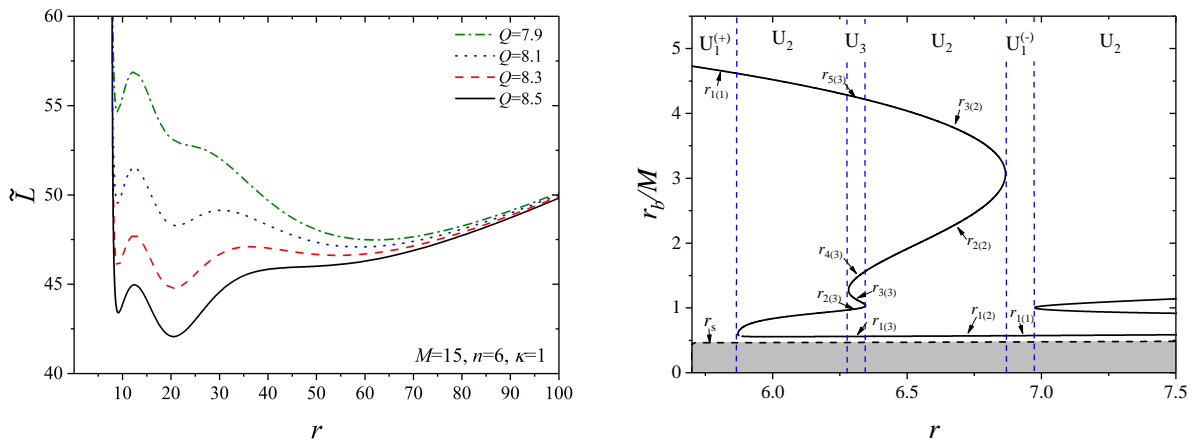 60
55
50
45
40
L̃
10 20 30 40 50 60 70 80 90 100
r
Q=7.9
Q=8.1
Q=8.3
Q=8.5
M=15, n=6, κ=1
5
4
3
2
1
0
r_b/M
6.0 6.5 7.0 7.5
r
U_1^(+) U_2 U_3 U_2 U_1^(-) U_2
r_1(1)
r_5(3)
r_3(2)
r_2(2)
r_4(3)
r_3(3)
r_2(3)
r_s
r_1(3)
r_1(2)
r_1(1)